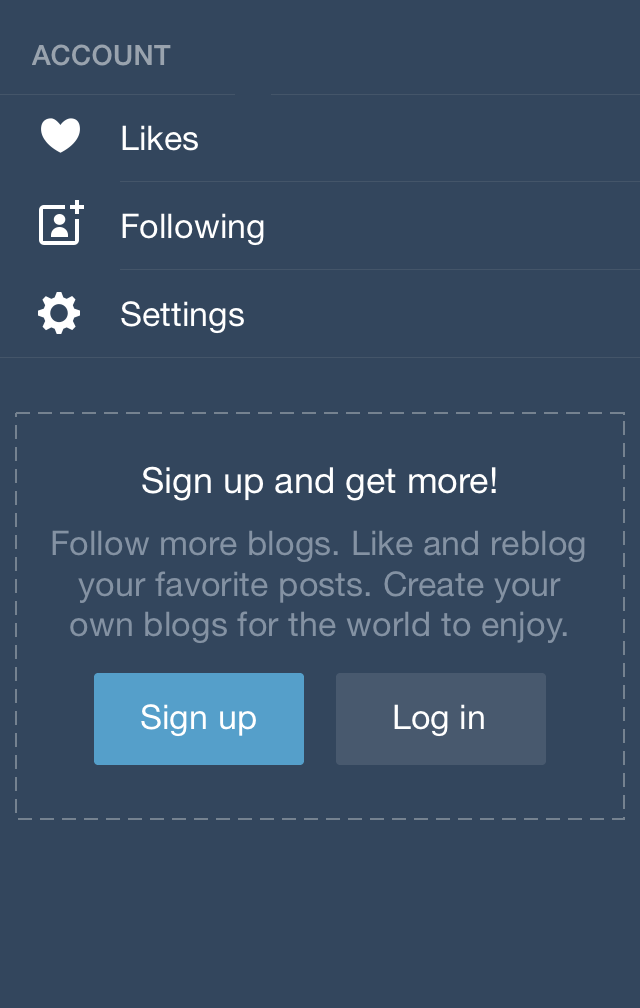 ACCOUNT
Likes
Following
Settings
Sign up and get more!
Follow more blogs. Like and reblog
your favorite posts. Create your
own blogs for the world to enjoy.
Sign up
Log in